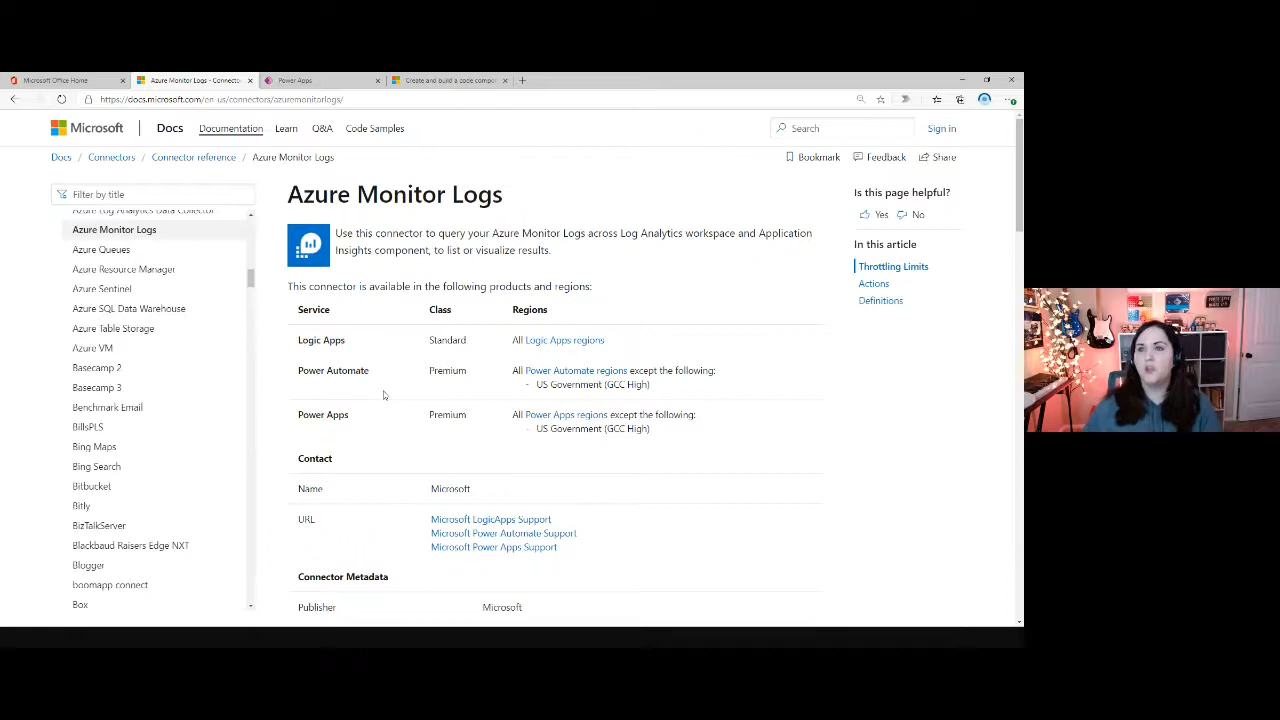 Microsoft Office Home
Azure Monitor Logs - Connector
Power Apps
Create and build a code compon
https://docs.microsoft.com/en-us/connectors/azuremonitorlogs/
Microsoft
Docs
Documentation
Learn
Q&A
Code Samples
Search
Sign in
Docs / Connectors / Connector reference / Azure Monitor Logs
Bookmark
Feedback
Share
Filter by title
Azure Log Analytics Data Collector
Azure Monitor Logs
Azure Queues
Azure Resource Manager
Azure Sentinel
Azure SQL Data Warehouse
Azure Table Storage
Azure VM
Basecamp 2
Basecamp 3
Benchmark Email
BillsPLS
Bing Maps
Bing Search
Bitbucket
Bitly
BizTalkServer
Blackbaud Raisers Edge NXT
Blogger
boomapp connect
Box
Azure Monitor Logs
Use this connector to query your Azure Monitor Logs across Log Analytics workspace and Application
Insights component, to list or visualize results.
This connector is available in the following products and regions:
Service Class Regions
Logic Apps Standard All Logic Apps regions
Power Automate Premium All Power Automate regions except the following:
- US Government (GCC High)
Power Apps Premium All Power Apps regions except the following:
- US Government (GCC High)
Contact
Name Microsoft
URL Microsoft LogicApps Support
Microsoft Power Automate Support
Microsoft Power Apps Support
Connector Metadata
Publisher Microsoft
Is this page helpful?
Yes
No
In this article
Throttling Limits
Actions
Definitions